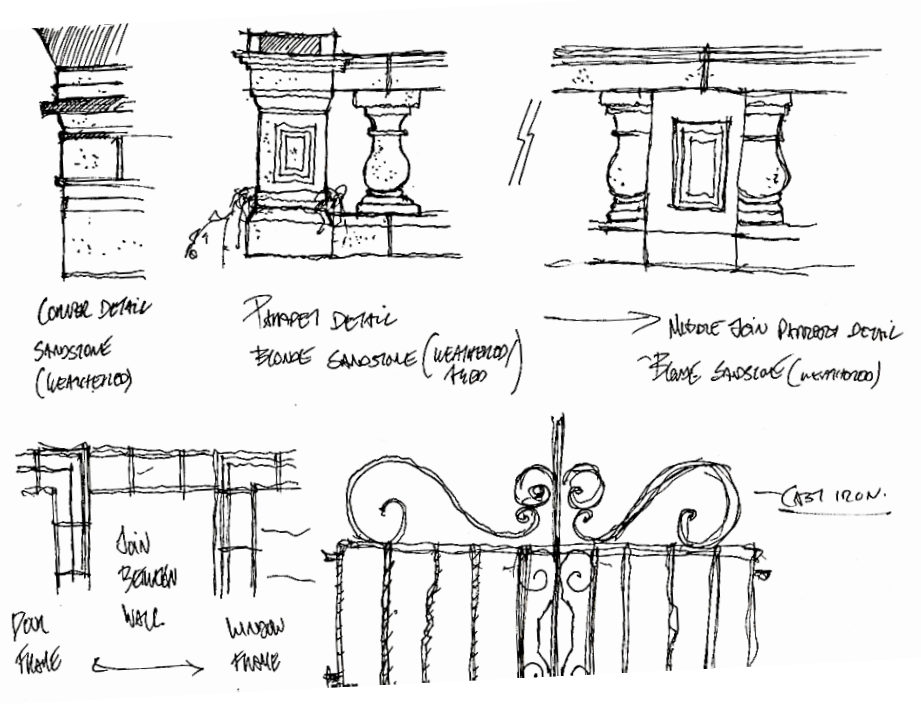 CORNER DETAIL
SANDSTONE
(WEATHERED)
PARAPET DETAIL
BLONDE SANDSTONE (WEATHERED/
AGED)
MIDDLE JOIN PARAPET DETAIL
~BLONDE SANDSTONE (WEATHERED)
JOIN
BETWEEN
WALL
DOOR
FRAME
WINDOW
FRAME
CAST IRON.